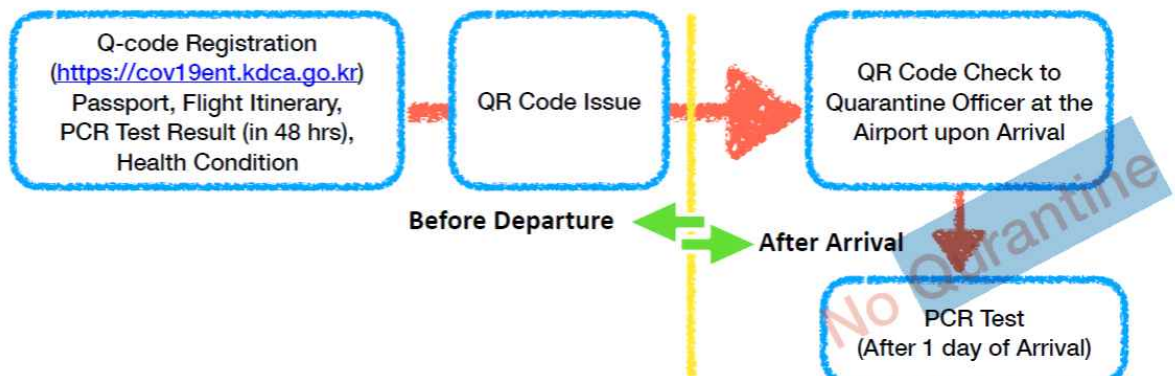 Q-code Registration
(https://cov19ent.kdca.go.kr)
Passport, Flight Itinerary,
PCR Test Result (in 48 hrs),
Health Condition
QR Code Issue
QR Code Check to
Quarantine Officer at the
Airport upon Arrival
Before Departure
After Arrival
No Qurantine
PCR Test
(After 1 day of Arrival)